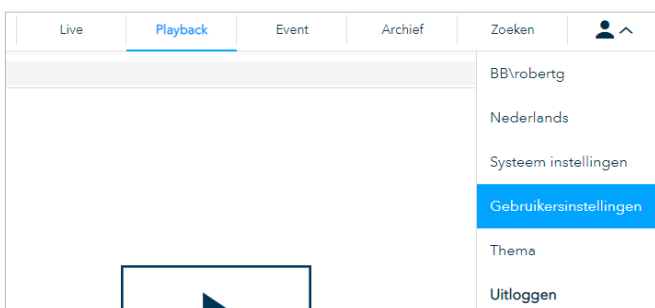 Live Playback Event Archief Zoeken
BB\robertg
Nederlands
Systeem instellingen
Gebruikersinstellingen
Thema
Uitloggen